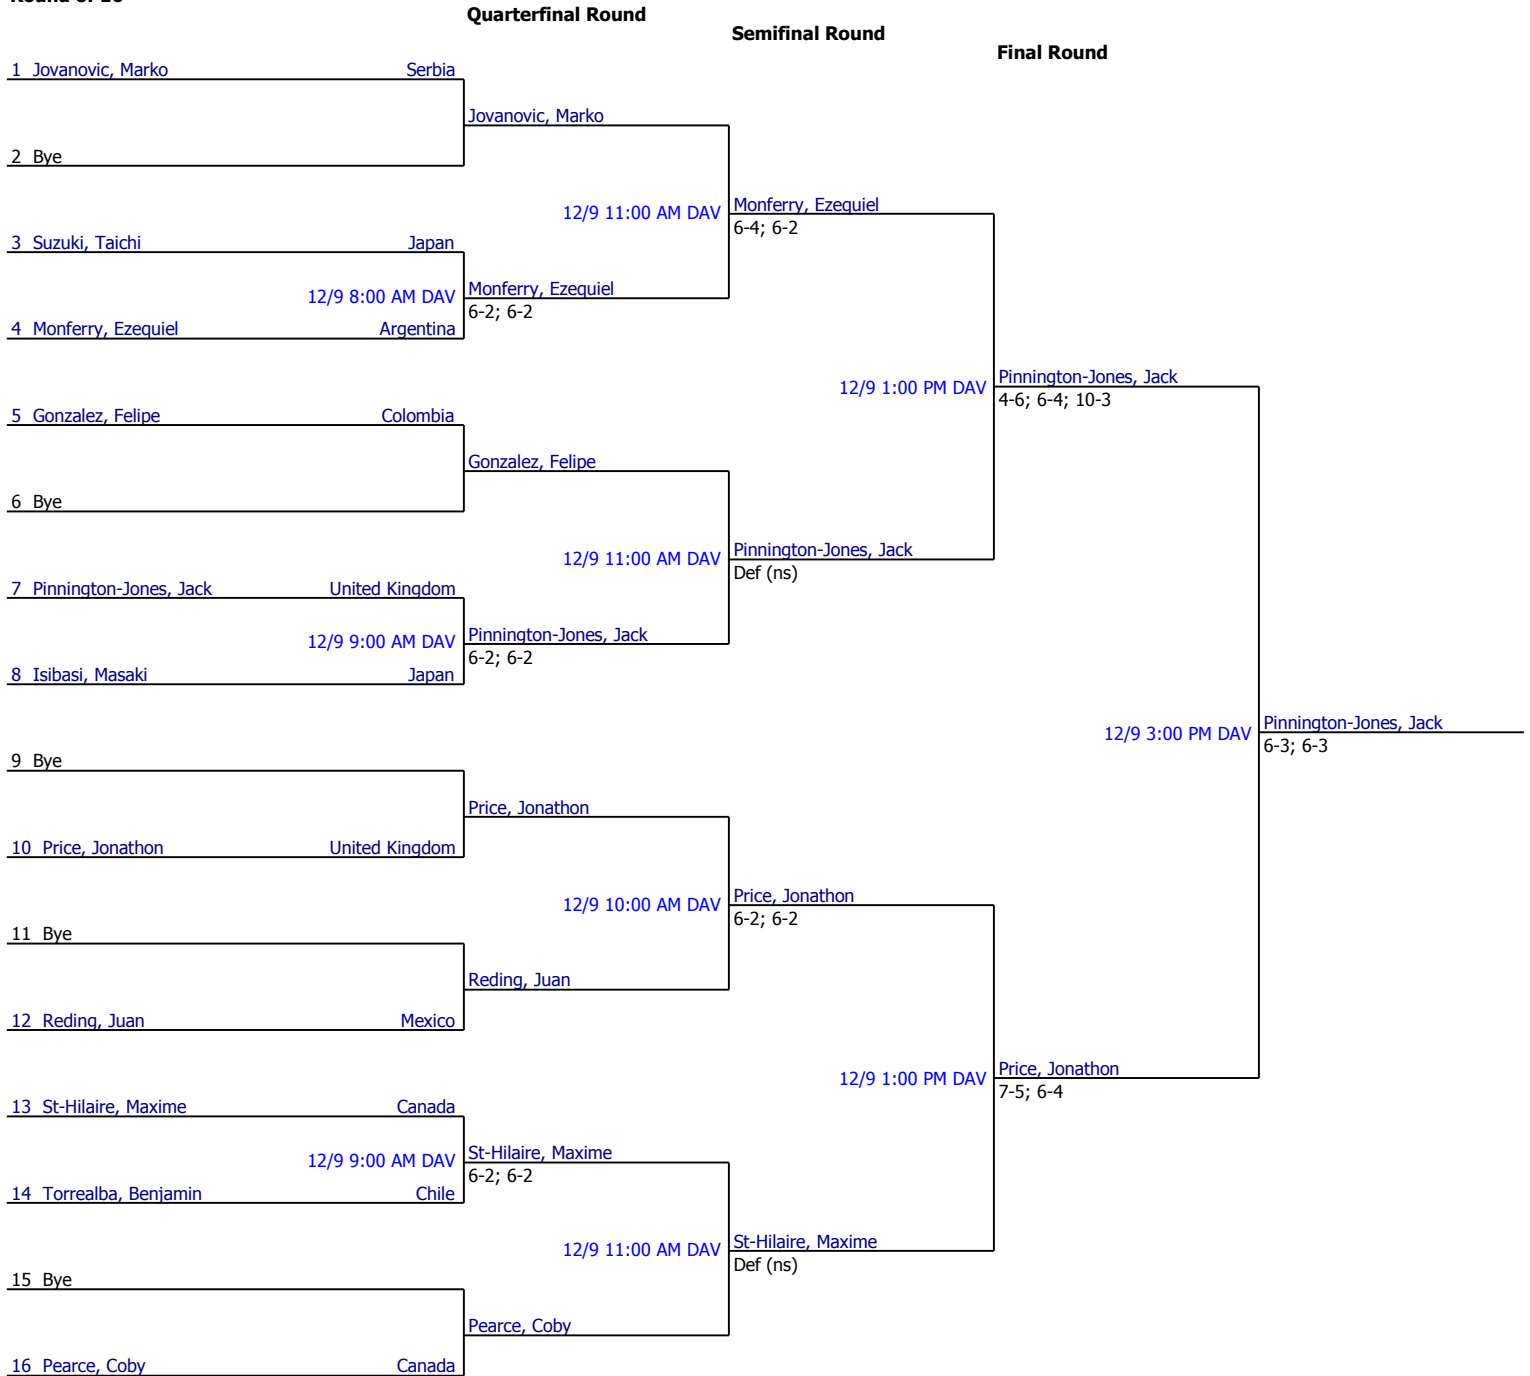 Quarterfinal Round
Semifinal Round
Final Round
1 Jovanovic, Marko Serbia
Jovanovic, Marko
2 Bye
12/9 11:00 AM DAV Monferry, Ezequiel
6-4; 6-2
3 Suzuki, Taichi Japan
12/9 8:00 AM DAV Monferry, Ezequiel
6-2; 6-2
4 Monferry, Ezequiel Argentina
12/9 1:00 PM DAV Pinnington-Jones, Jack
4-6; 6-4; 10-3
5 Gonzalez, Felipe Colombia
Gonzalez, Felipe
6 Bye
12/9 11:00 AM DAV Pinnington-Jones, Jack
Def (ns)
7 Pinnington-Jones, Jack United Kingdom
12/9 9:00 AM DAV Pinnington-Jones, Jack
6-2; 6-2
8 Isibasi, Masaki Japan
12/9 3:00 PM DAV Pinnington-Jones, Jack
6-3; 6-3
9 Bye
Price, Jonathon
10 Price, Jonathon United Kingdom
12/9 10:00 AM DAV Price, Jonathon
6-2; 6-2
11 Bye
Reding, Juan
12 Reding, Juan Mexico
12/9 1:00 PM DAV Price, Jonathon
7-5; 6-4
13 St-Hilaire, Maxime Canada
12/9 9:00 AM DAV St-Hilaire, Maxime
6-2; 6-2
14 Torrealba, Benjamin Chile
12/9 11:00 AM DAV St-Hilaire, Maxime
Def (ns)
15 Bye
Pearce, Coby
16 Pearce, Coby Canada